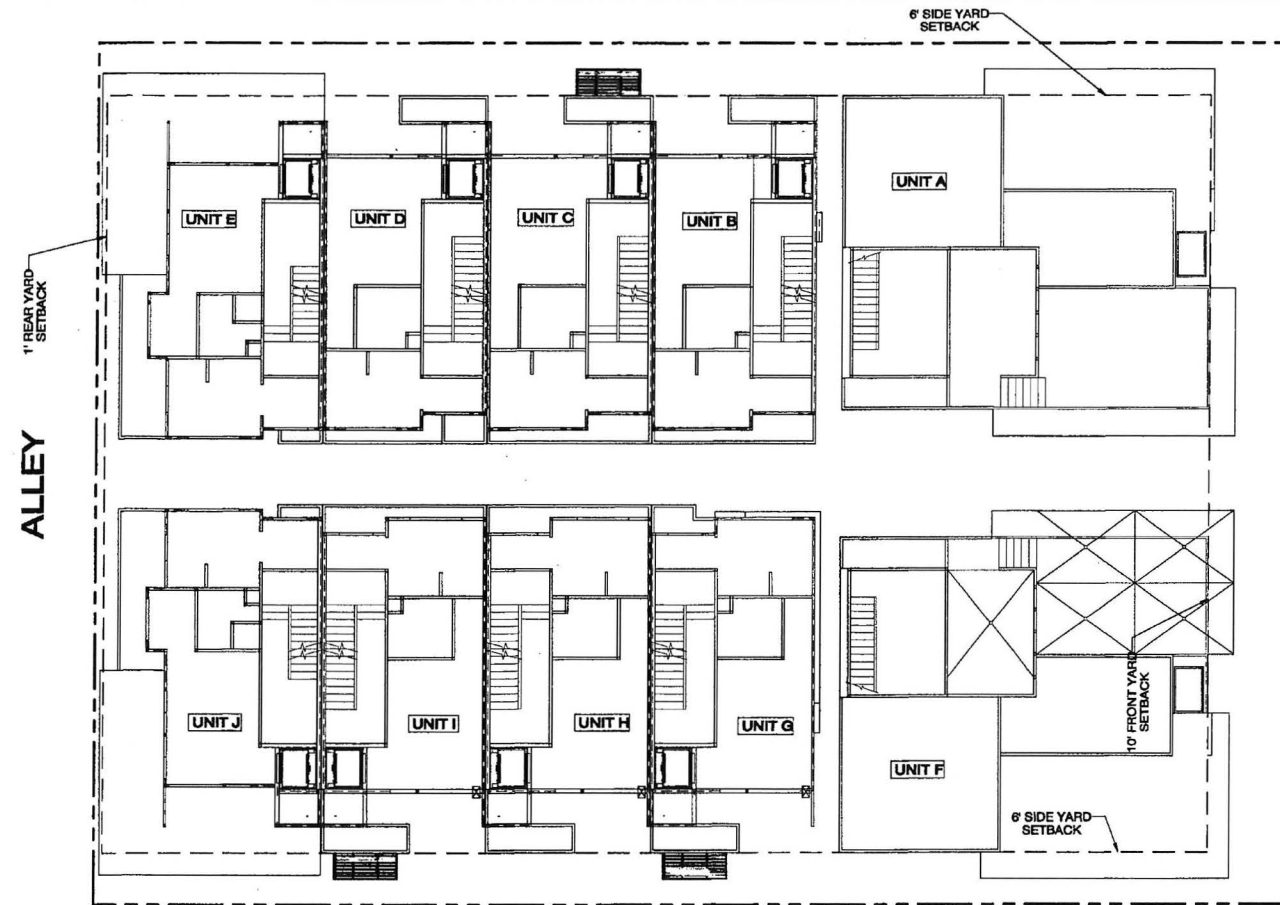 6' SIDE YARD
SETBACK
UNIT A
UNIT E
UNIT D
UNIT C
UNIT B
1' REAR YARD
SETBACK
ALLEY
10' FRONT YARD
SETBACK
UNIT J
UNIT I
UNIT H
UNIT G
UNIT F
6' SIDE YARD
SETBACK